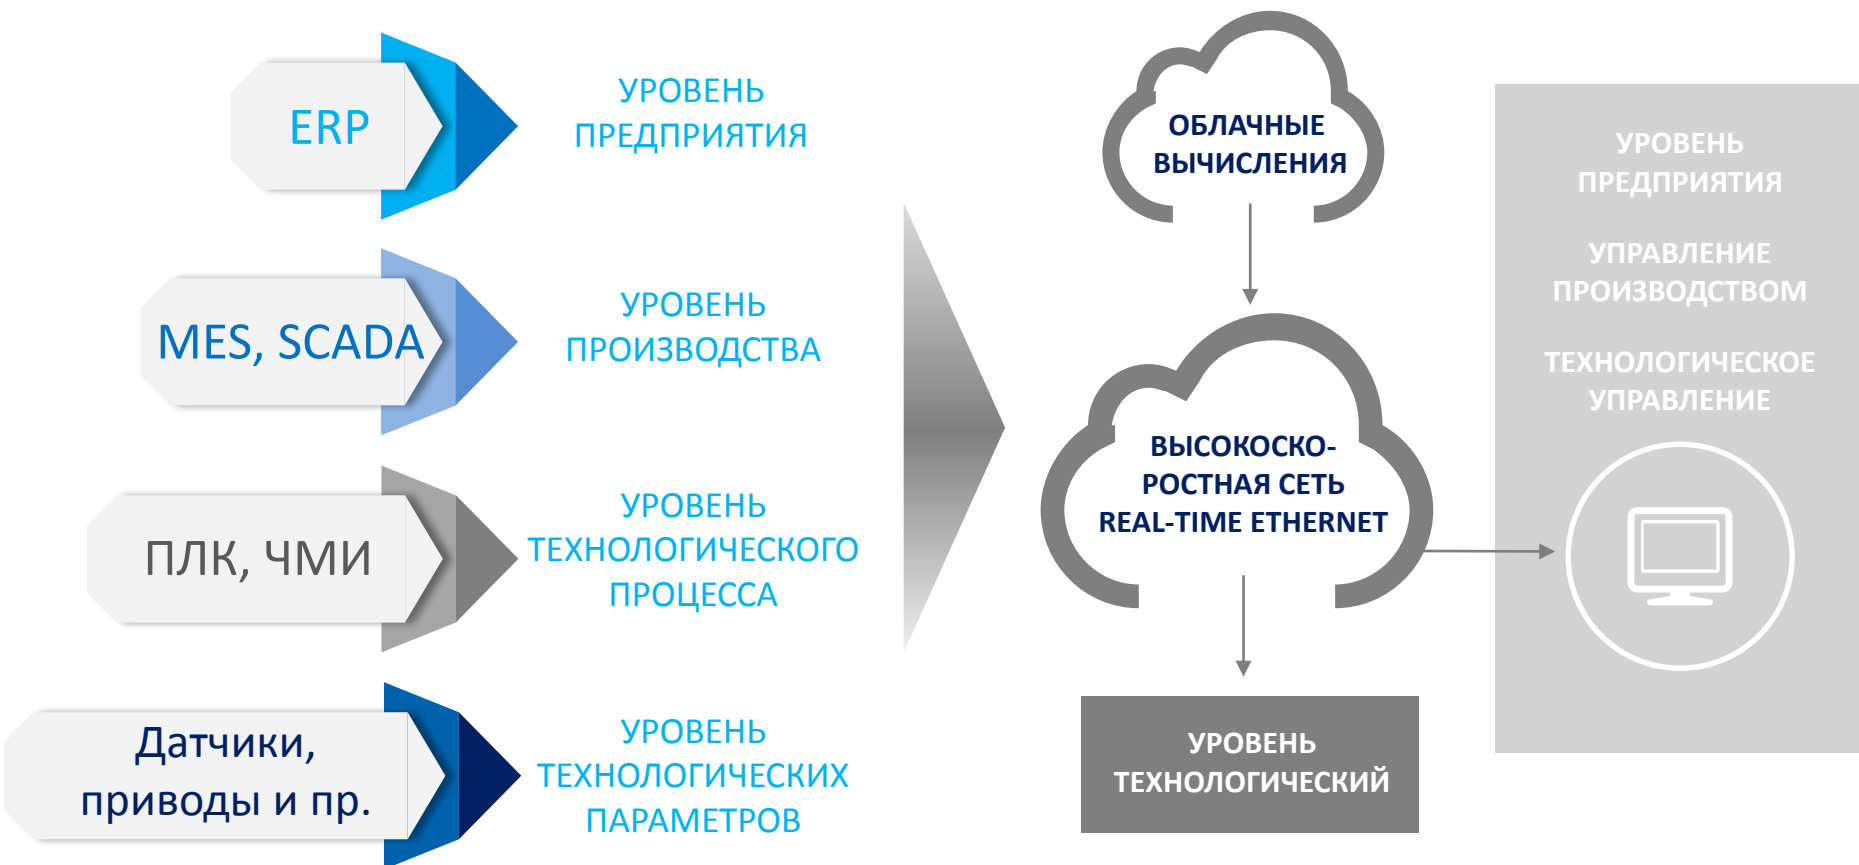 ERP
УРОВЕНЬ
ПРЕДПРИЯТИЯ
MES, SCADA
УРОВЕНЬ
ПРОИЗВОДСТВА
ПЛК, ЧМИ
УРОВЕНЬ
ТЕХНОЛОГИЧЕСКОГО
ПРОЦЕССА
Датчики,
приводы и пр.
УРОВЕНЬ
ТЕХНОЛОГИЧЕСКИХ
ПАРАМЕТРОВ
ОБЛАЧНЫЕ
ВЫЧИСЛЕНИЯ
ВЫСОКОСКО-
РОСТНАЯ СЕТЬ
REAL-TIME ETHERNET
УРОВЕНЬ
ТЕХНОЛОГИЧЕСКИЙ
УРОВЕНЬ
ПРЕДПРИЯТИЯ
УПРАВЛЕНИЕ
ПРОИЗВОДСТВОМ
ТЕХНОЛОГИЧЕСКОЕ
УПРАВЛЕНИЕ